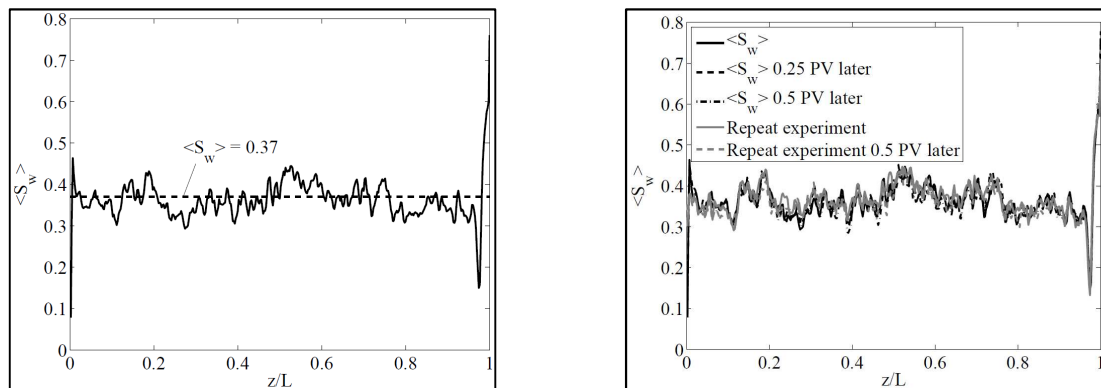 0.8
0.7
0.6
0.5
0.4
0.3
0.2
0.1
0
<S_w>
<S_w> = 0.37
0 0.2 0.4 0.6 0.8 1
z/L
0.8
0.7
0.6
0.5
0.4
0.3
0.2
0.1
0
<S_w>
<S_w>
<S_w> 0.25 PV later
<S_w> 0.5 PV later
Repeat experiment
Repeat experiment 0.5 PV later
0 0.2 0.4 0.6 0.8 1
z/L